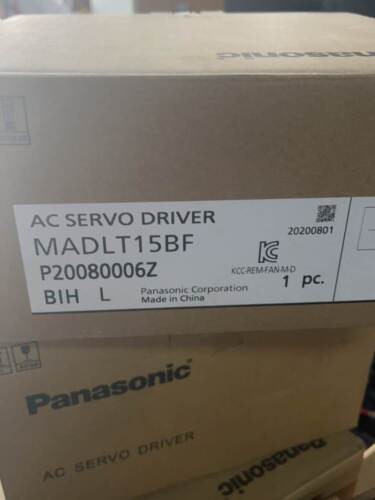 Panasonic
AC SERVO DRIVER
MADLT15BF
P20080006Z
BIH L
20200801
KCC-REM-FAN-M-D
1 pc.
Panasonic Corporation
Made in China
Panasonic
AC SERVO DRIVER